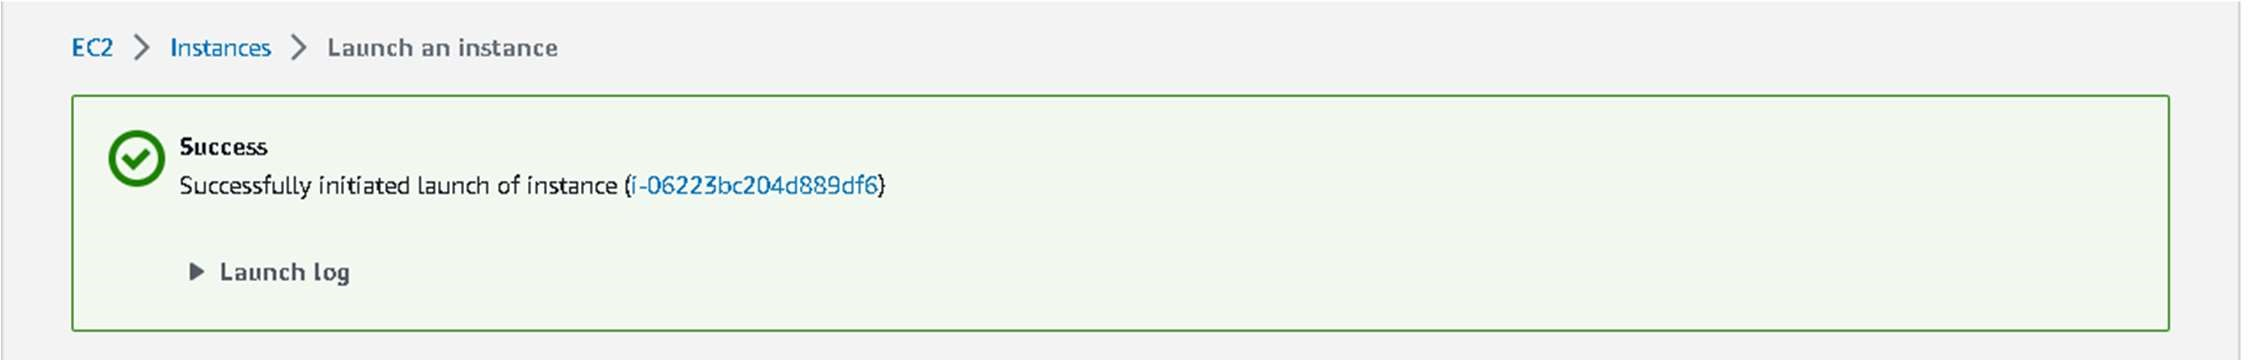 EC2 > Instances > Launch an instance
Success
Successfully initiated launch of instance (i-06223bc204d889df6)
Launch log